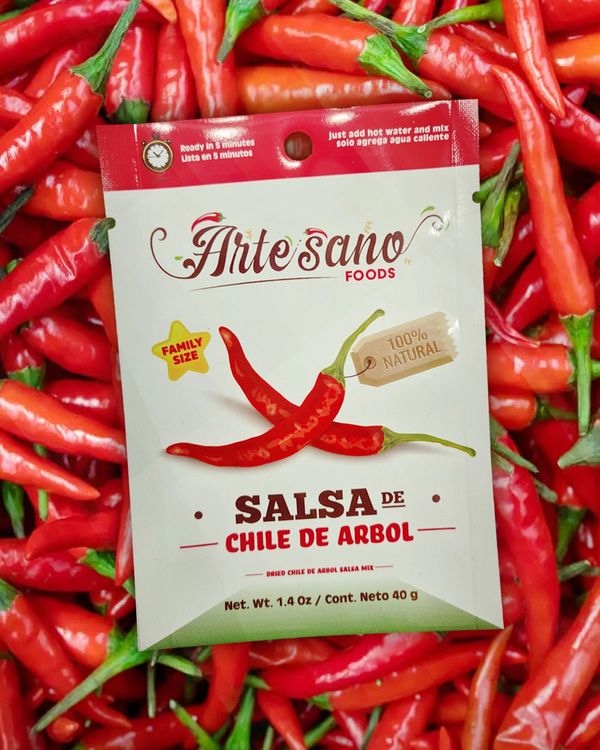 Ready in 5 minutes
Lista en 5 minutos
just add hot water and mix
solo agrega agua caliente
Artesano
FOODS
FAMILY
SIZE
100%
NATURAL
SALSA DE
CHILE DE ARBOL
DRIED CHILE DE ARBOL SALSA MIX
Net. Wt. 1.4 Oz / Cont. Neto 40 g